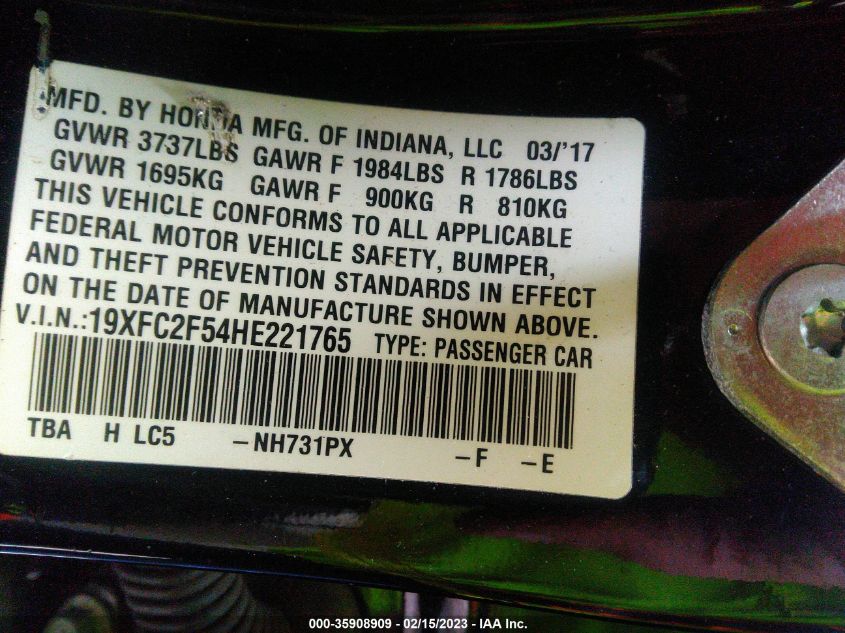 MFD. BY HONDA MFG. OF INDIANA, LLC 03/'17
GVWR 3737LBS GAWR F 1984LBS R 1786LBS
GVWR 1695KG GAWR F 900KG R 810KG
THIS VEHICLE CONFORMS TO ALL APPLICABLE
FEDERAL MOTOR VEHICLE SAFETY, BUMPER,
AND THEFT PREVENTION STANDARDS IN EFFECT
ON THE DATE OF MANUFACTURE SHOWN ABOVE.
V.I.N.:19XFC2F54HE221765 TYPE: PASSENGER CAR
TBA H LC5 –NH731PX –F –E
000-35908909 - 02/15/2023 - IAA Inc.